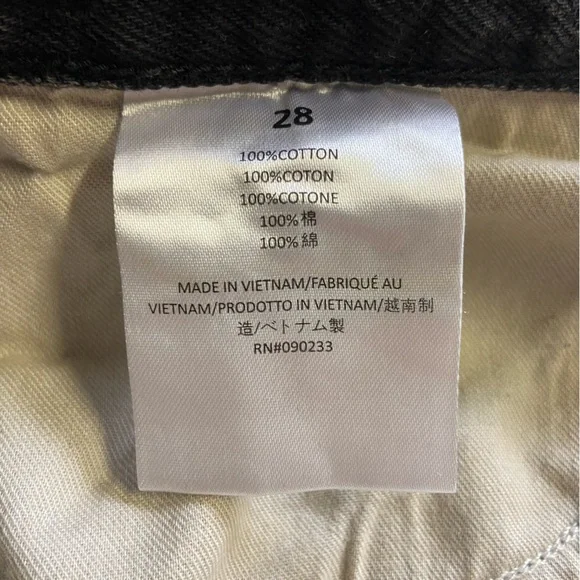 28
100%COTTON
100%COTON
100%COTONE
100%棉
100%綿
MADE IN VIETNAM/FABRIQUÉ AU
VIETNAM/PRODOTTO IN VIETNAM/越南制
造/ベトナム製
RN#090233